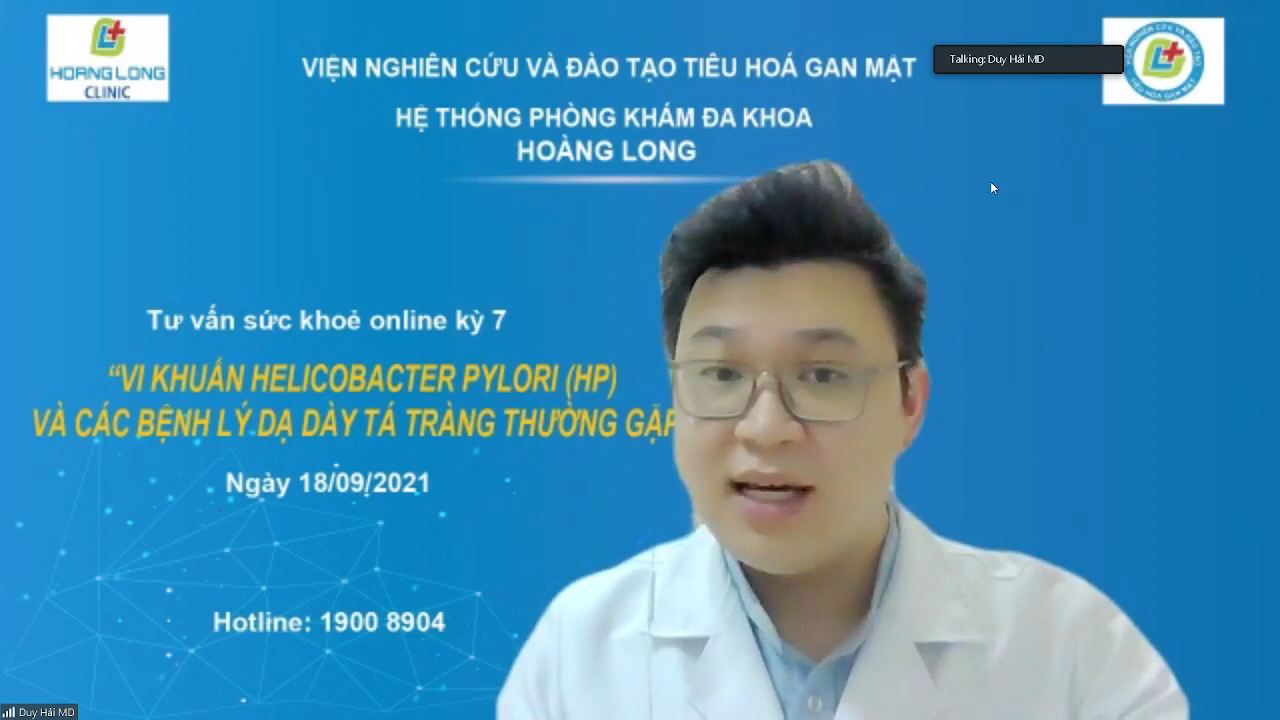 HOANG LONG
CLINIC
VIỆN NGHIÊN CỨU VÀ ĐÀO TẠO TIÊU HOÁ GAN MẬT
Talking: Duy Hải MD
HỆ THỐNG PHÒNG KHÁM ĐA KHOA
HOÀNG LONG
Tư vấn sức khoẻ online kỳ 7
“VI KHUẨN HELICOBACTER PYLORI (HP)
VÀ CÁC BỆNH LÝ DẠ DÀY TÁ TRÀNG THƯỜNG GẶP
Ngày 18/09/2021
Hotline: 1900 8904
Duy Hải MD